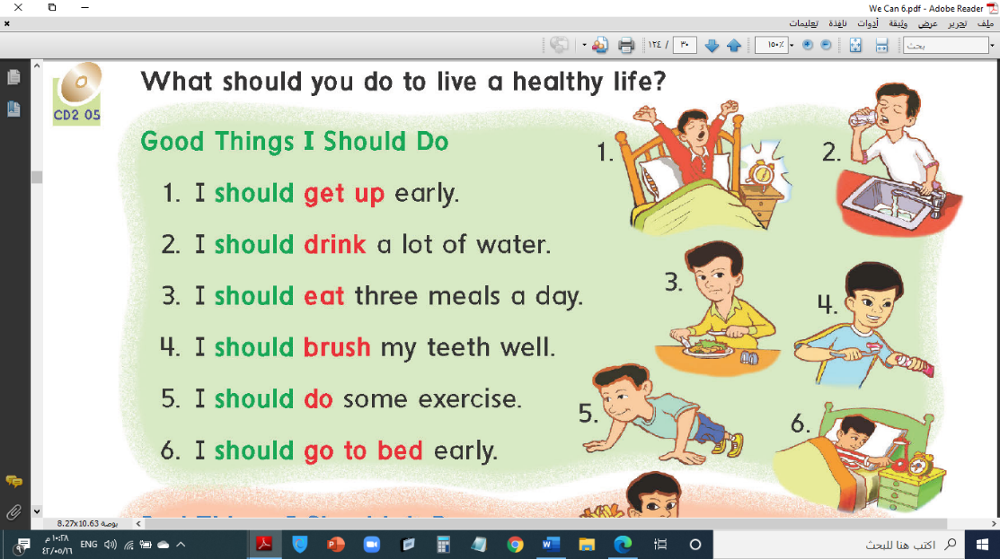 We Can 6.pdf - Adobe Reader
ملف تحرير عرض وثيقة أدوات نافذة تعليمات
٣٠ / ١٢٤ ١٥٠٪ بحث
CD2 05
What should you do to live a healthy life?
Good Things I Should Do
1. I should get up early.
2. I should drink a lot of water.
3. I should eat three meals a day.
4. I should brush my teeth well.
5. I should do some exercise.
6. I should go to bed early.
1.
2.
3.
4.
5.
6.
8.27x10.63 بوصة
١٠:٢٨ م
٤٢/٠٥/١٦
ENG
اكتب هنا للبحث